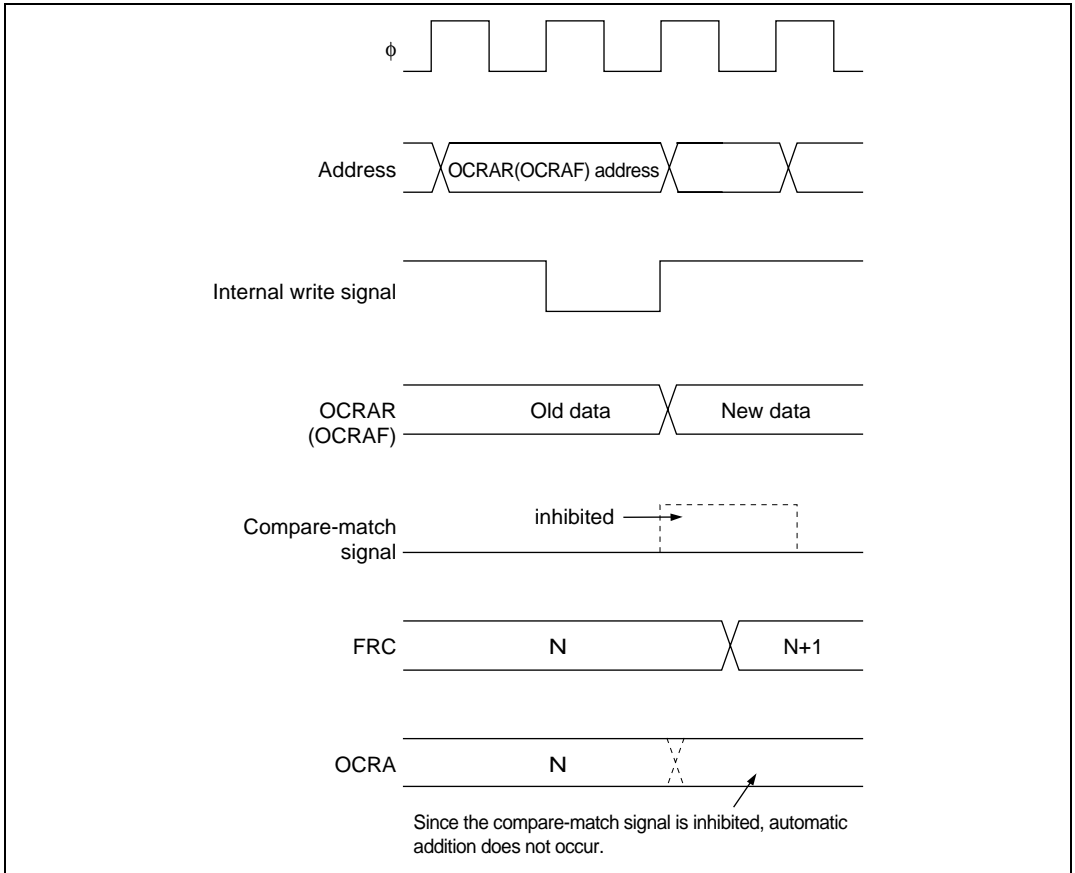 ϕ
Address
OCRAR(OCRAF) address
Internal write signal
OCRAR
(OCRAF)
Old data
New data
Compare-match
signal
inhibited
FRC
N
N+1
OCRA
N
Since the compare-match signal is inhibited, automatic
addition does not occur.